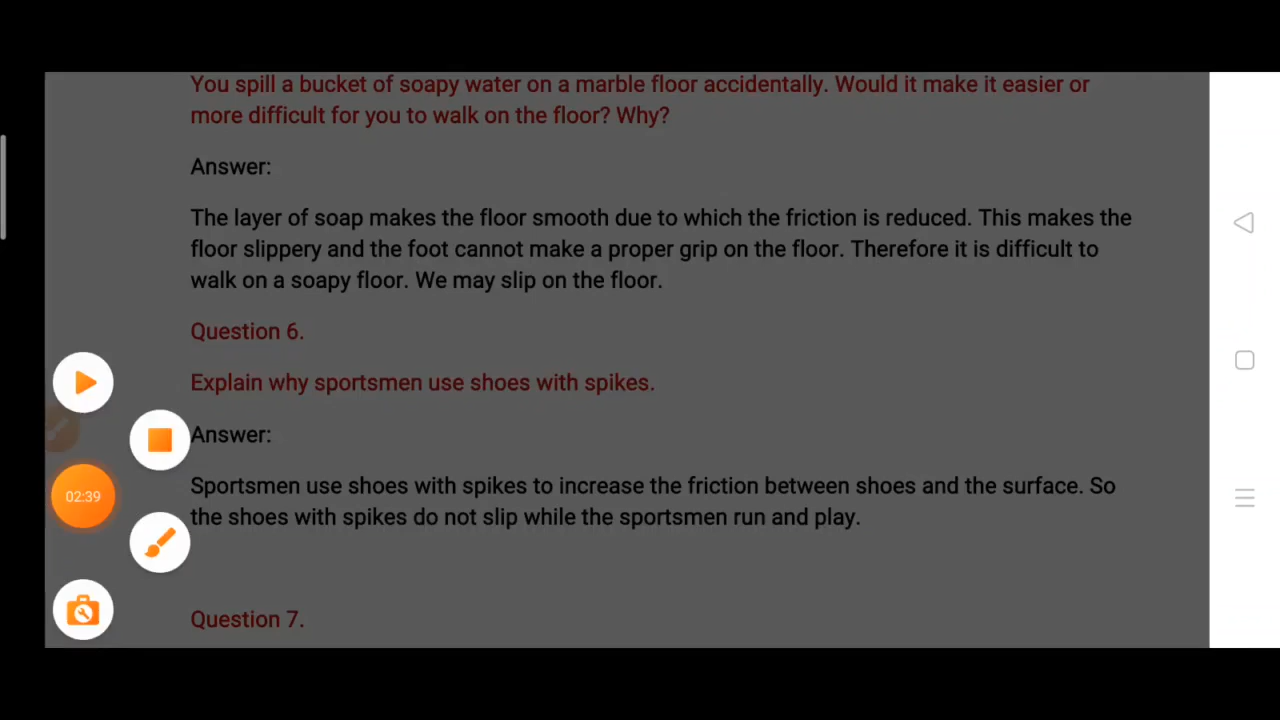 You spill a bucket of soapy water on a marble floor accidentally. Would it make it easier or
more difficult for you to walk on the floor? Why?
Answer:
The layer of soap makes the floor smooth due to which the friction is reduced. This makes the
floor slippery and the foot cannot make a proper grip on the floor. Therefore it is difficult to
walk on a soapy floor. We may slip on the floor.
Question 6.
Explain why sportsmen use shoes with spikes.
Answer:
Sportsmen use shoes with spikes to increase the friction between shoes and the surface. So
02:39
the shoes with spikes do not slip while the sportsmen run and play.
Question 7.